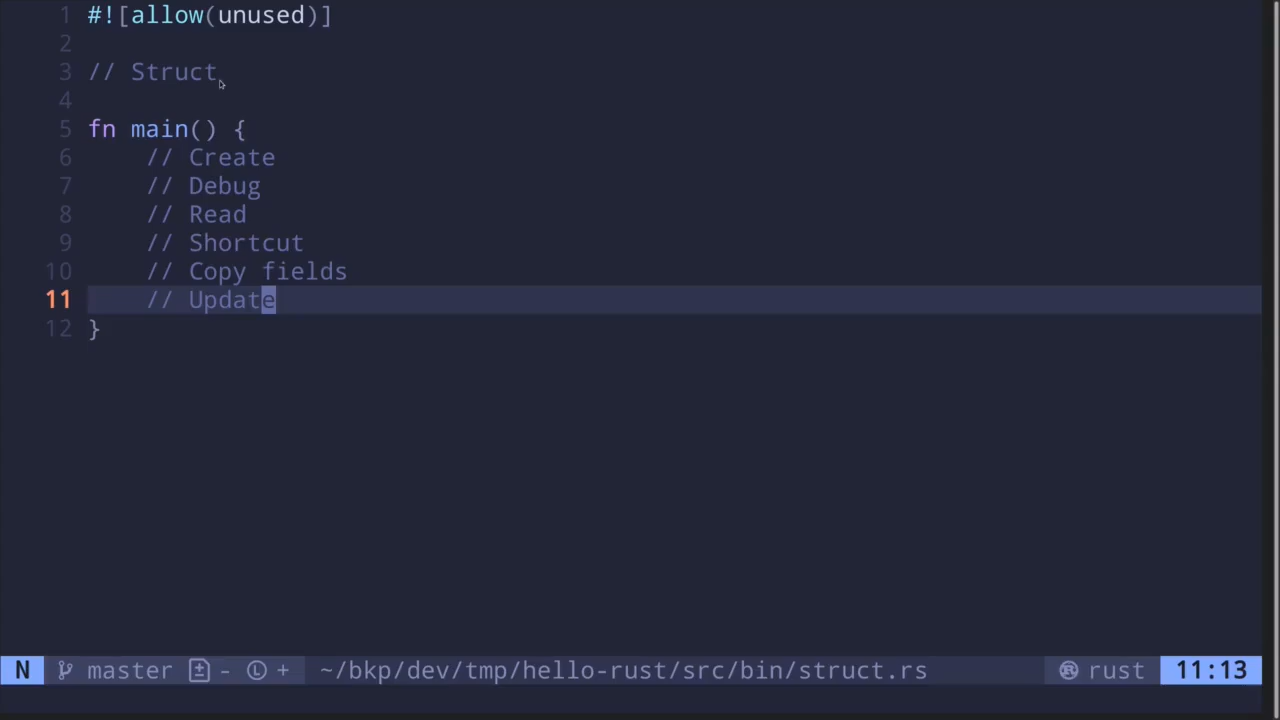 1 #![allow(unused)]
2
3 // Struct
4
5 fn main() {
6     // Create
7     // Debug
8     // Read
9     // Shortcut
10     // Copy fields
11     // Update
12 }
N master - L + ~/bkp/dev/tmp/hello-rust/src/bin/struct.rs rust 11:13